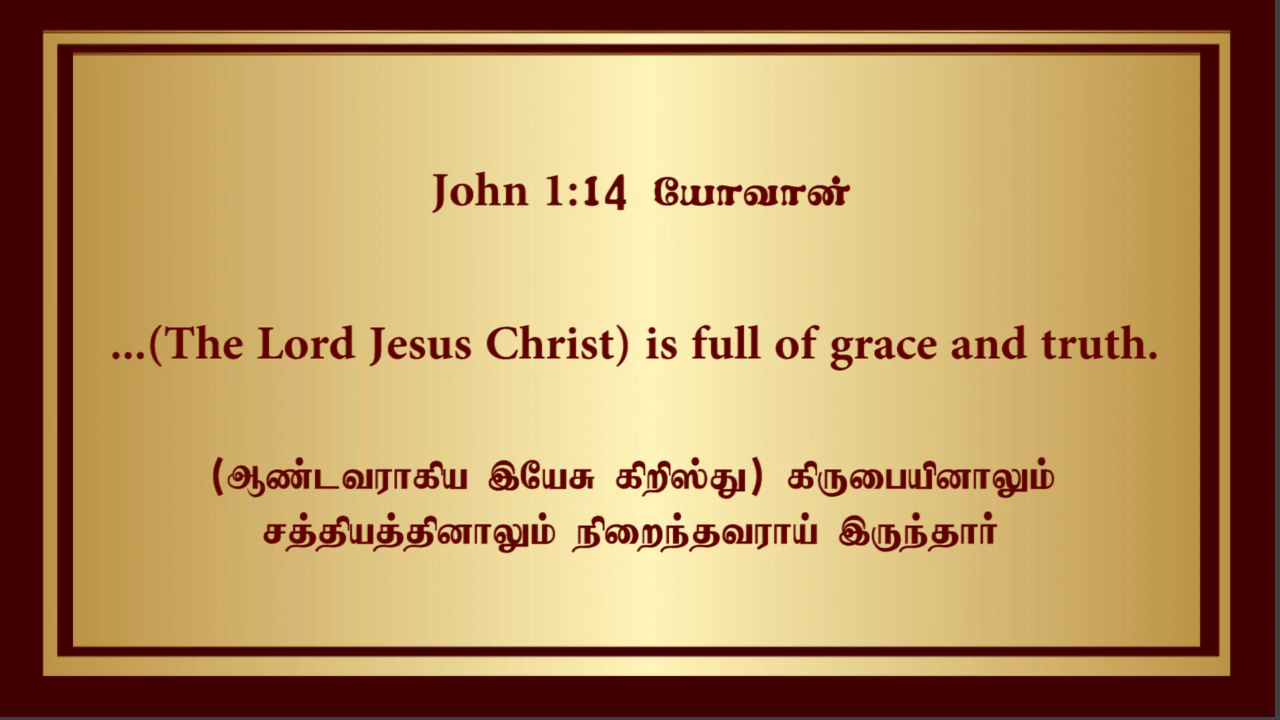 John 1:14 யோவான்
...(The Lord Jesus Christ) is full of grace and truth.
(ஆண்டவராகிய இயேசு கிறிஸ்து) கிருபையினாலும்
சத்தியத்தினாலும் நிறைந்தவராய் இருந்தார்